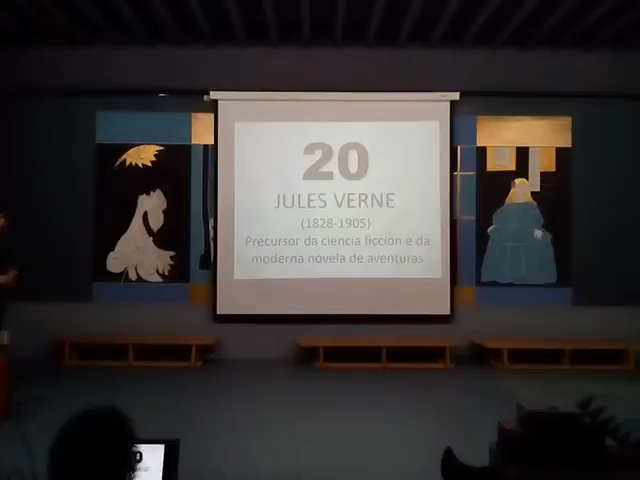 20
JULES VERNE
(1828-1905)
Precursor da ciencia ficción e da
moderna novela de aventuras